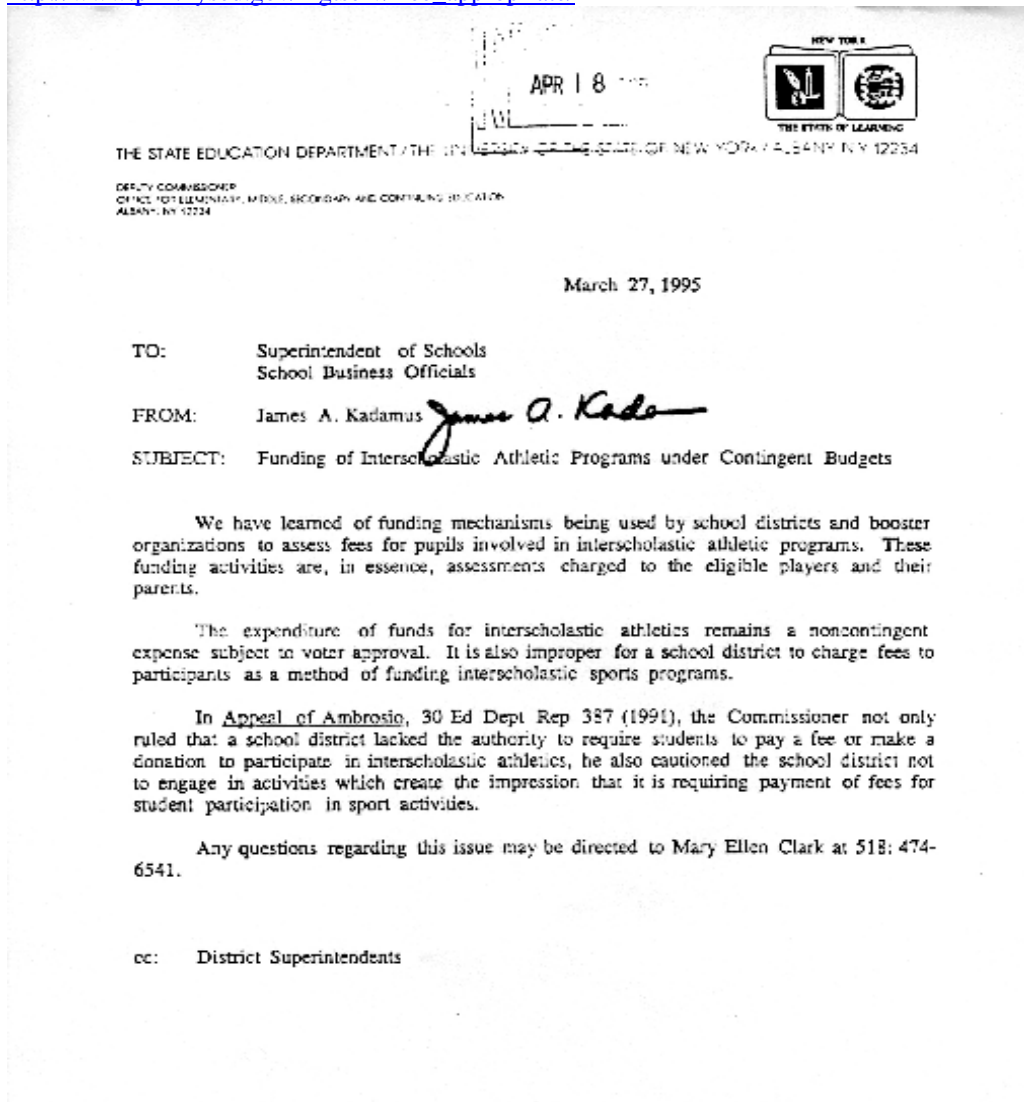 APR 18
NEW YORK
THE STATE OF LEARNING
THE STATE EDUCATION DEPARTMENT / THE UNIVERSITY OF THE STATE OF NEW YORK / ALBANY, N.Y. 12234
DEPUTY COMMISSIONER
OFFICE FOR ELEMENTARY, MIDDLE, SECONDARY AND CONTINUING EDUCATION
ALBANY, NY 12234
March 27, 1995
TO: Superintendent of Schools
School Business Officials
FROM: James A. Kadamus James A. Kada
SUBJECT: Funding of Interscholastic Athletic Programs under Contingent Budgets
We have learned of funding mechanisms being used by school districts and booster
organizations to assess fees for pupils involved in interscholastic athletic programs. These
funding activities are, in essence, assessments charged to the eligible players and their
parents.
The expenditure of funds for interscholastic athletics remains a noncontingent
expense subject to voter approval. It is also improper for a school district to charge fees to
participants as a method of funding interscholastic sports programs.
In Appeal of Ambrosio, 30 Ed Dept Rep 387 (1991), the Commissioner not only
ruled that a school district lacked the authority to require students to pay a fee or make a
donation to participate in interscholastic athletics, he also cautioned the school district not
to engage in activities which create the impression that it is requiring payment of fees for
student participation in sport activities.
Any questions regarding this issue may be directed to Mary Ellen Clark at 518: 474-
6541.
cc: District Superintendents